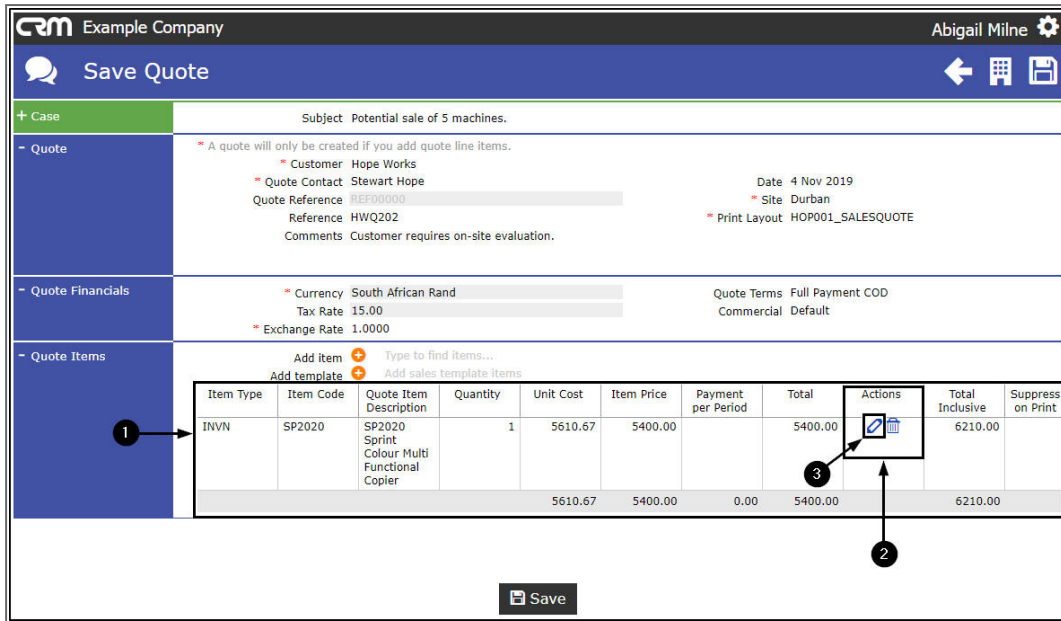 CRM Example Company Abigail Milne
Save Quote
+ Case
Subject Potential sale of 5 machines.
- Quote
* A quote will only be created if you add quote line items.
* Customer Hope Works
* Quote Contact Stewart Hope Date 4 Nov 2019
Quote Reference REF00000 * Site Durban
Reference HWQ202 * Print Layout HOP001_SALESQUOTE
Comments Customer requires on-site evaluation.
- Quote Financials
* Currency South African Rand Quote Terms Full Payment COD
Tax Rate 15.00 Commercial Default
* Exchange Rate 1.0000
- Quote Items
Add item Type to find items...
Add template Add sales template items
Item Type Item Code Quote Item Quantity Unit Cost Item Price Payment Total Actions Total Suppress
Description per Period Inclusive on Print
INVN SP2020 SP2020 1 5610.67 5400.00 5400.00 6210.00
Sprint
Colour Multi
Functional
Copier
5610.67 5400.00 0.00 5400.00 6210.00
1
3
2
Save